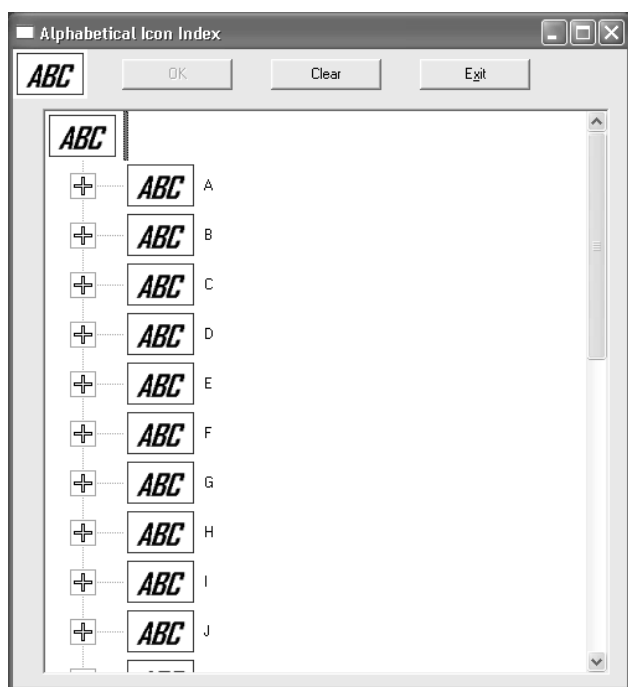 Alphabetical Icon Index
ABC OK Clear Exit
ABC
ABC A
ABC B
ABC C
ABC D
ABC E
ABC F
ABC G
ABC H
ABC I
ABC J